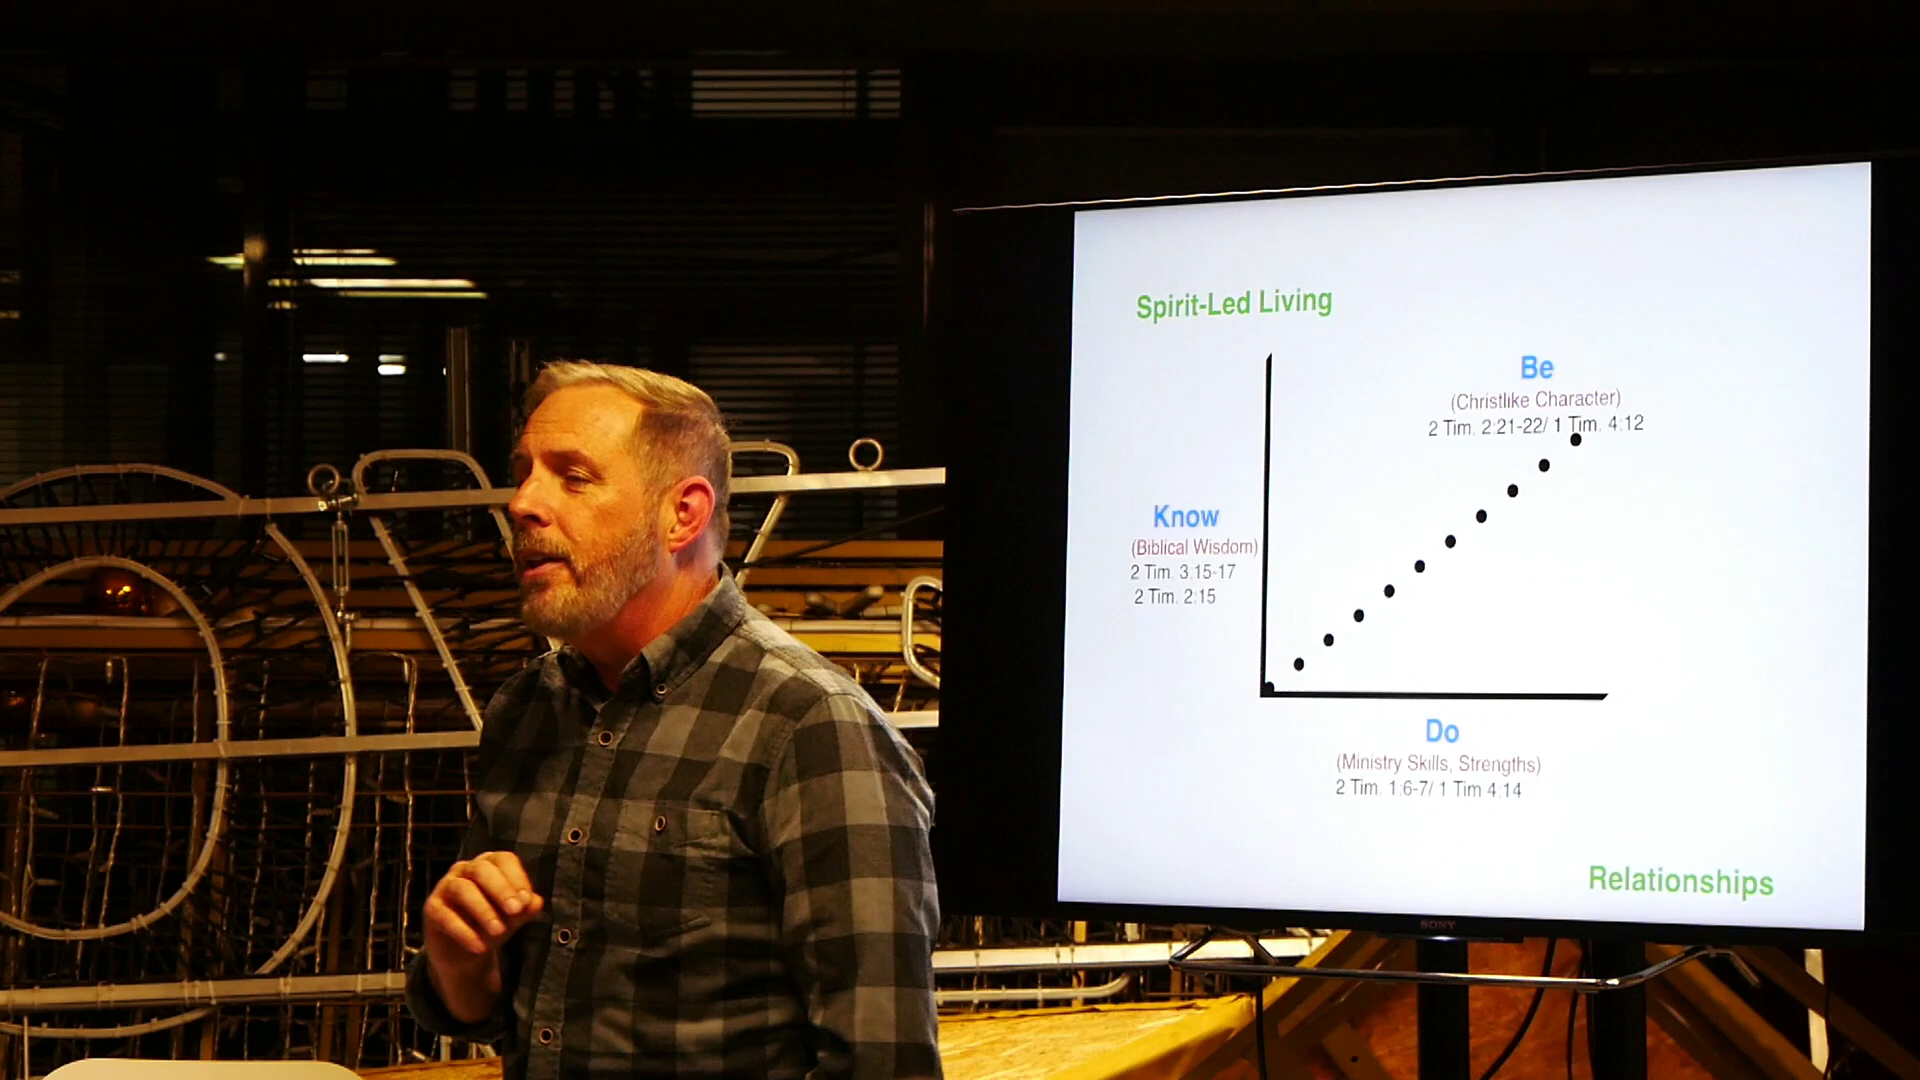 Spirit-Led Living
Be
(Christlike Character)
2 Tim. 2:21-22/ 1 Tim. 4:12
Know
(Biblical Wisdom)
2 Tim. 3:15-17
2 Tim. 2:15
Do
(Ministry Skills, Strengths)
2 Tim. 1:6-7/ 1 Tim 4:14
Relationships
SONY